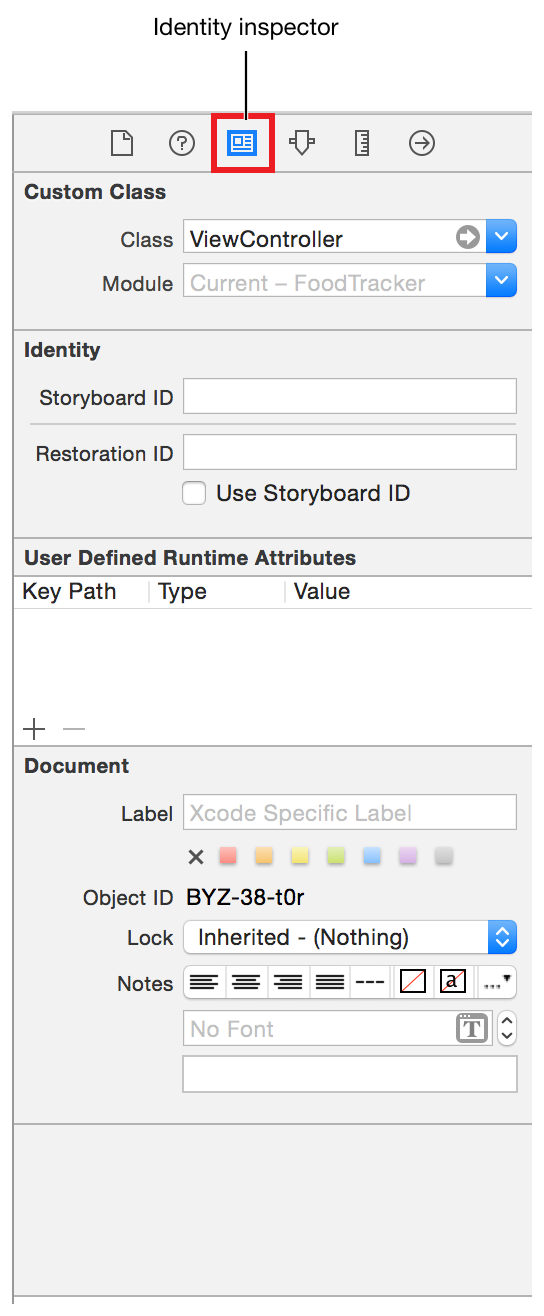 Identity inspector
?
Custom Class
Class ViewController
Module Current – FoodTracker
Identity
Storyboard ID
Restoration ID
Use Storyboard ID
User Defined Runtime Attributes
Key Path Type Value
Document
Label Xcode Specific Label
Object ID BYZ-38-t0r
Lock Inherited - (Nothing)
Notes --- a ...
No Font T